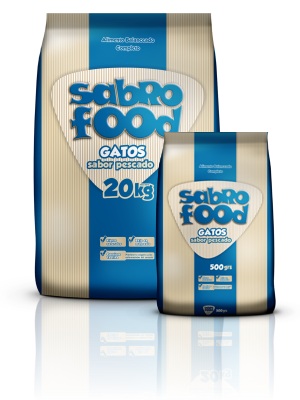 Alimento Balanceado
Completo
SabRO
FOOD
GATOS
sabor pescado
20kg
Alimento Balanceado
Completo
SabRO
FOOD
GATOS
sabor pescado
500grs